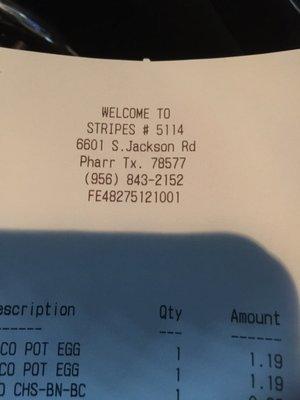 WELCOME TO
STRIPES # 5114
6601 S.Jackson Rd
Pharr Tx. 78577
(956) 843-2152
FE48275121001
escription Qty Amount
CO POT EGG 1 1.19
CO POT EGG 1 1.19
O CHS-BN-BC 1